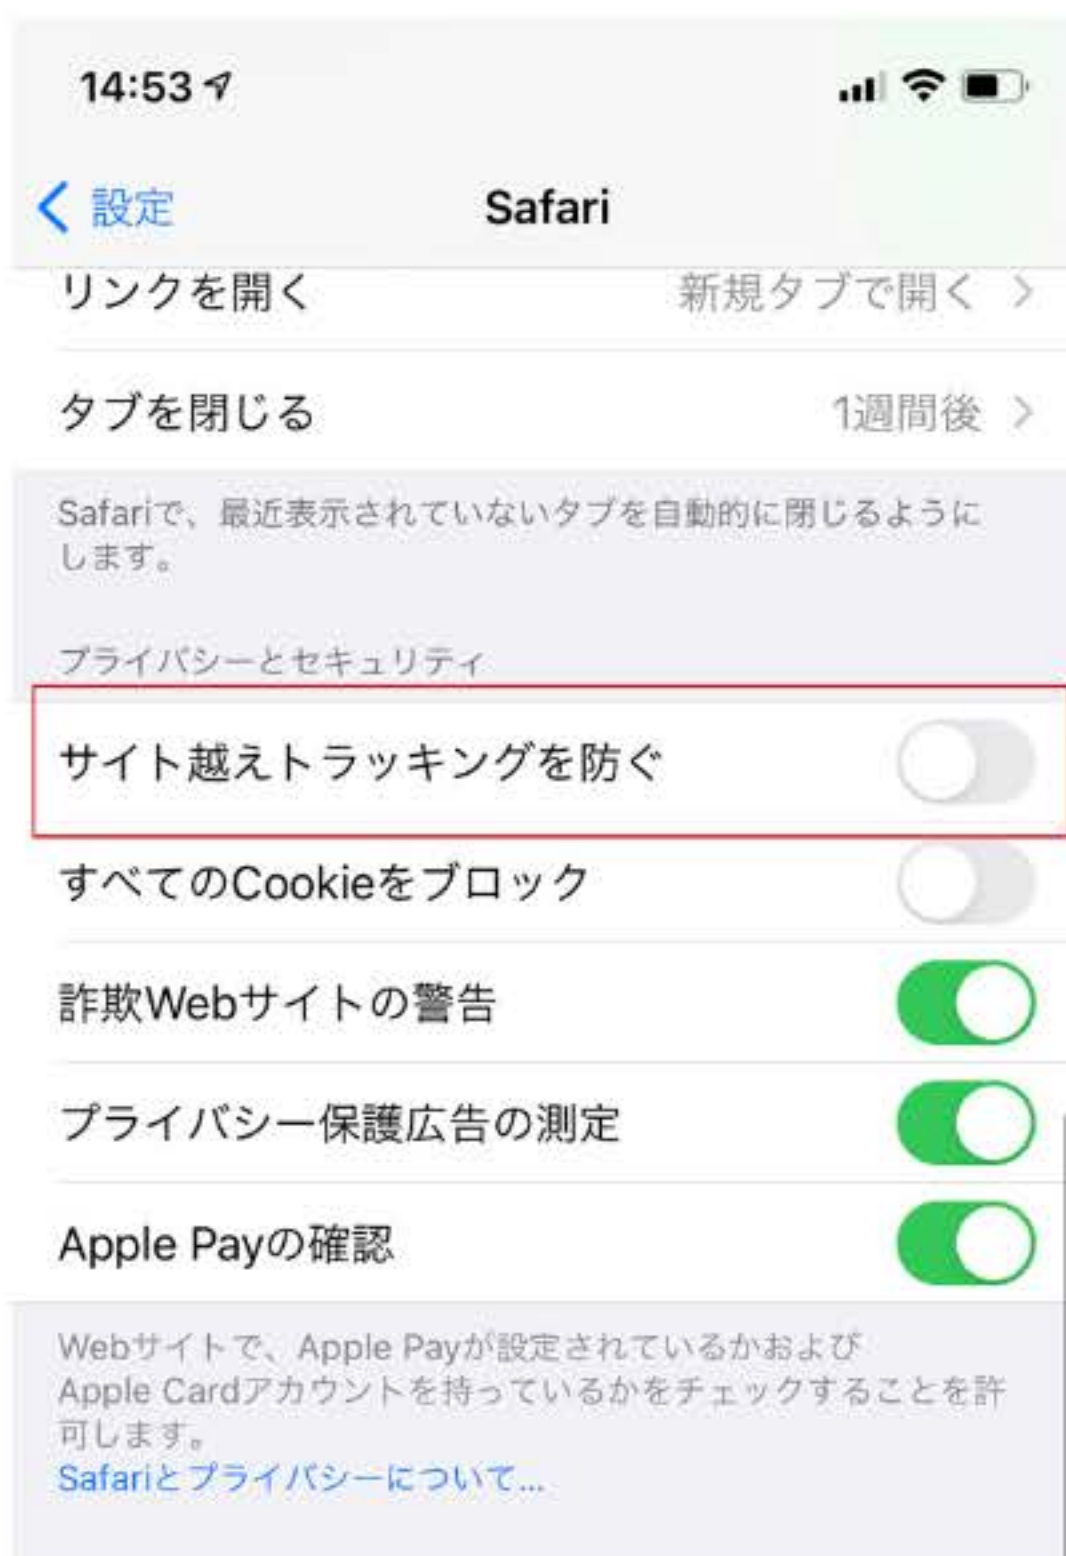 14:53
設定
Safari
リンクを開く 新規タブで開く
タブを閉じる 1週間後
Safariで、最近表示されていないタブを自動的に閉じるように
します。
プライバシーとセキュリティ
サイト越えトラッキングを防ぐ
すべてのCookieをブロック
詐欺Webサイトの警告
プライバシー保護広告の測定
Apple Payの確認
Webサイトで、Apple Payが設定されているかおよび
Apple Cardアカウントを持っているかをチェックすることを許
可します。
Safariとプライバシーについて...